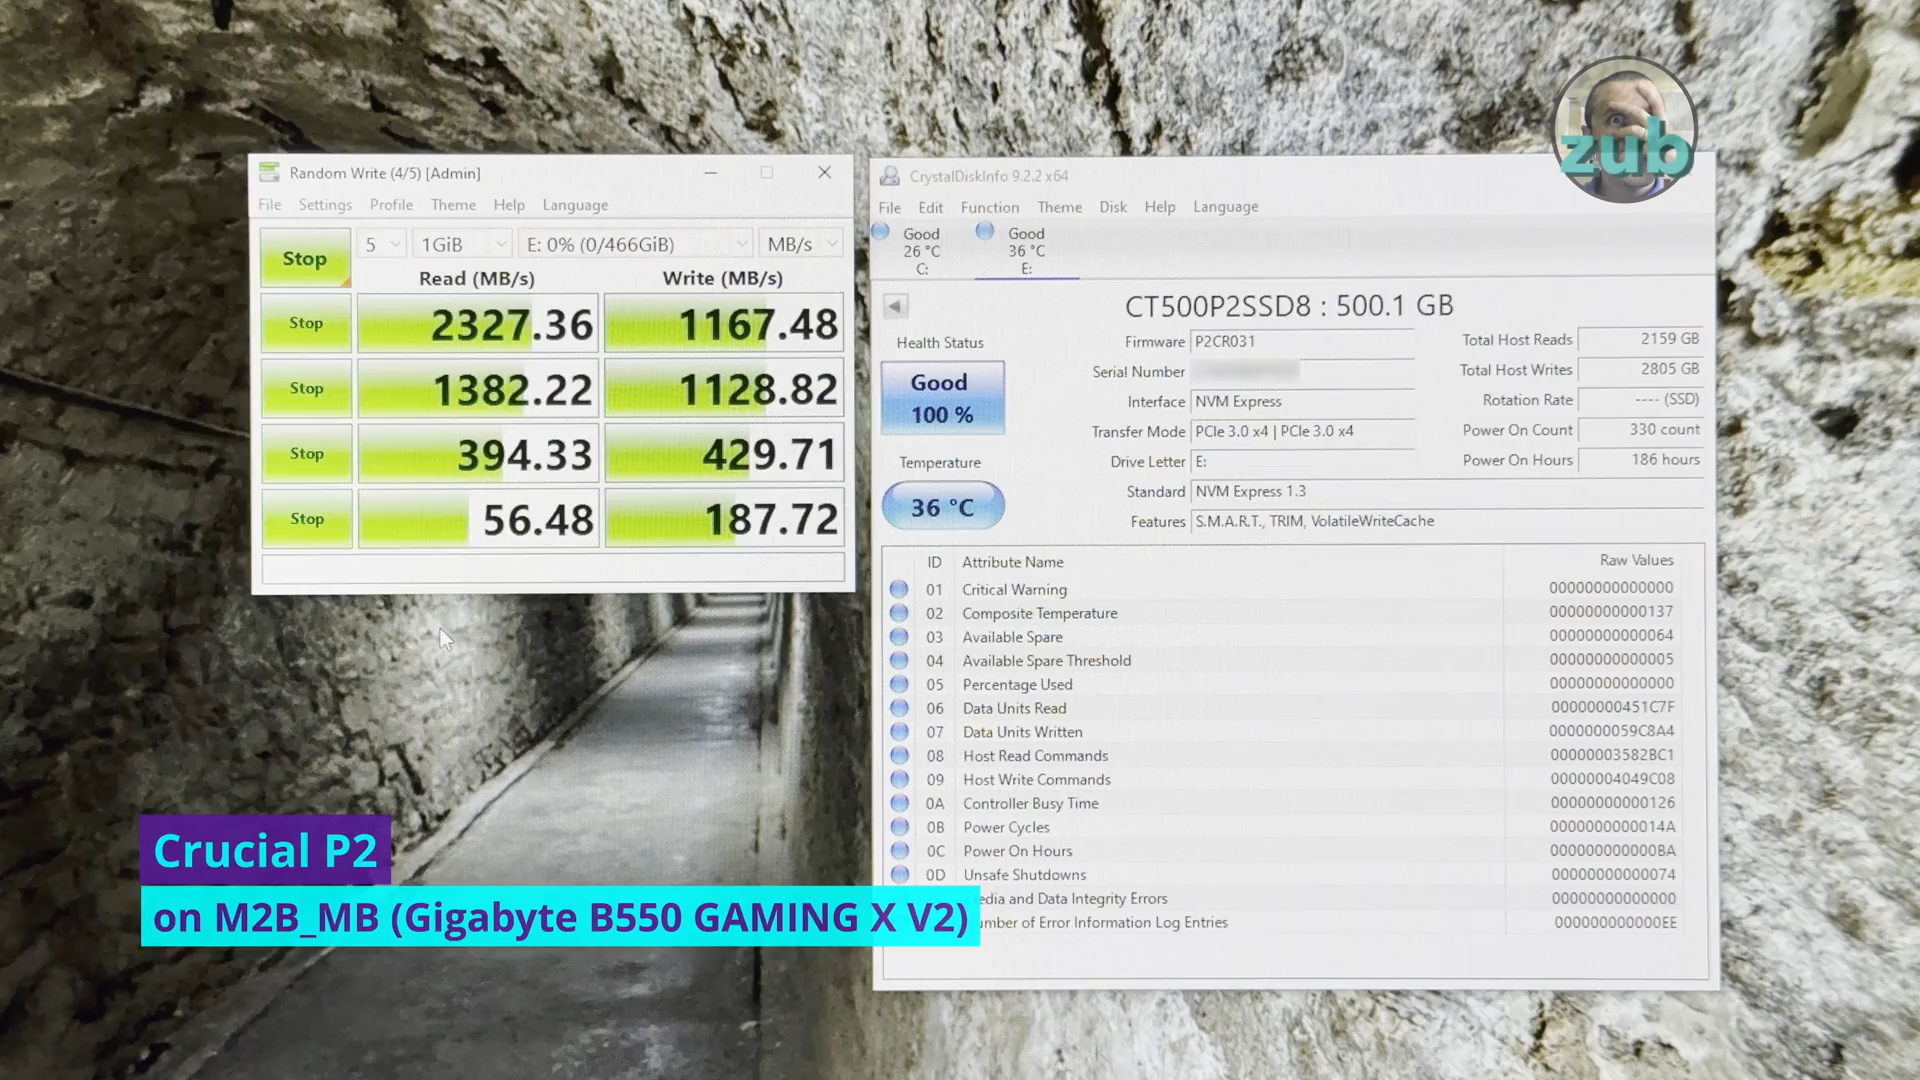 zub
Random Write (4/5) [Admin]
File Settings Profile Theme Help Language
Stop 5 1GiB E: 0% (0/466GiB) MB/s
Read (MB/s) Write (MB/s)
Stop 2327.36 1167.48
Stop 1382.22 1128.82
Stop 394.33 429.71
Stop 56.48 187.72
CrystalDiskInfo 9.2.2 x64
File Edit Function Theme Disk Help Language
Good Good
26 °C 36 °C
C: E:
CT500P2SSD8 : 500.1 GB
Health Status
Good
100 %
Temperature
36 °C
Firmware P2CR031
Serial Number
Interface NVM Express
Transfer Mode PCIe 3.0 x4 | PCIe 3.0 x4
Drive Letter E:
Standard NVM Express 1.3
Features S.M.A.R.T., TRIM, VolatileWriteCache
Total Host Reads 2159 GB
Total Host Writes 2805 GB
Rotation Rate ---- (SSD)
Power On Count 330 count
Power On Hours 186 hours
ID Attribute Name Raw Values
01 Critical Warning 00000000000000
02 Composite Temperature 00000000000137
03 Available Spare 00000000000064
04 Available Spare Threshold 00000000000005
05 Percentage Used 00000000000000
06 Data Units Read 00000000451C7F
07 Data Units Written 0000000059C8A4
08 Host Read Commands 00000003582BC1
09 Host Write Commands 00000004049C08
0A Controller Busy Time 00000000000126
0B Power Cycles 0000000000014A
0C Power On Hours 000000000000BA
0D Unsafe Shutdowns 00000000000074
and Data Integrity Errors 00000000000000
of Error Information Log Entries 000000000000EE
Crucial P2
on M2B_MB (Gigabyte B550 GAMING X V2)